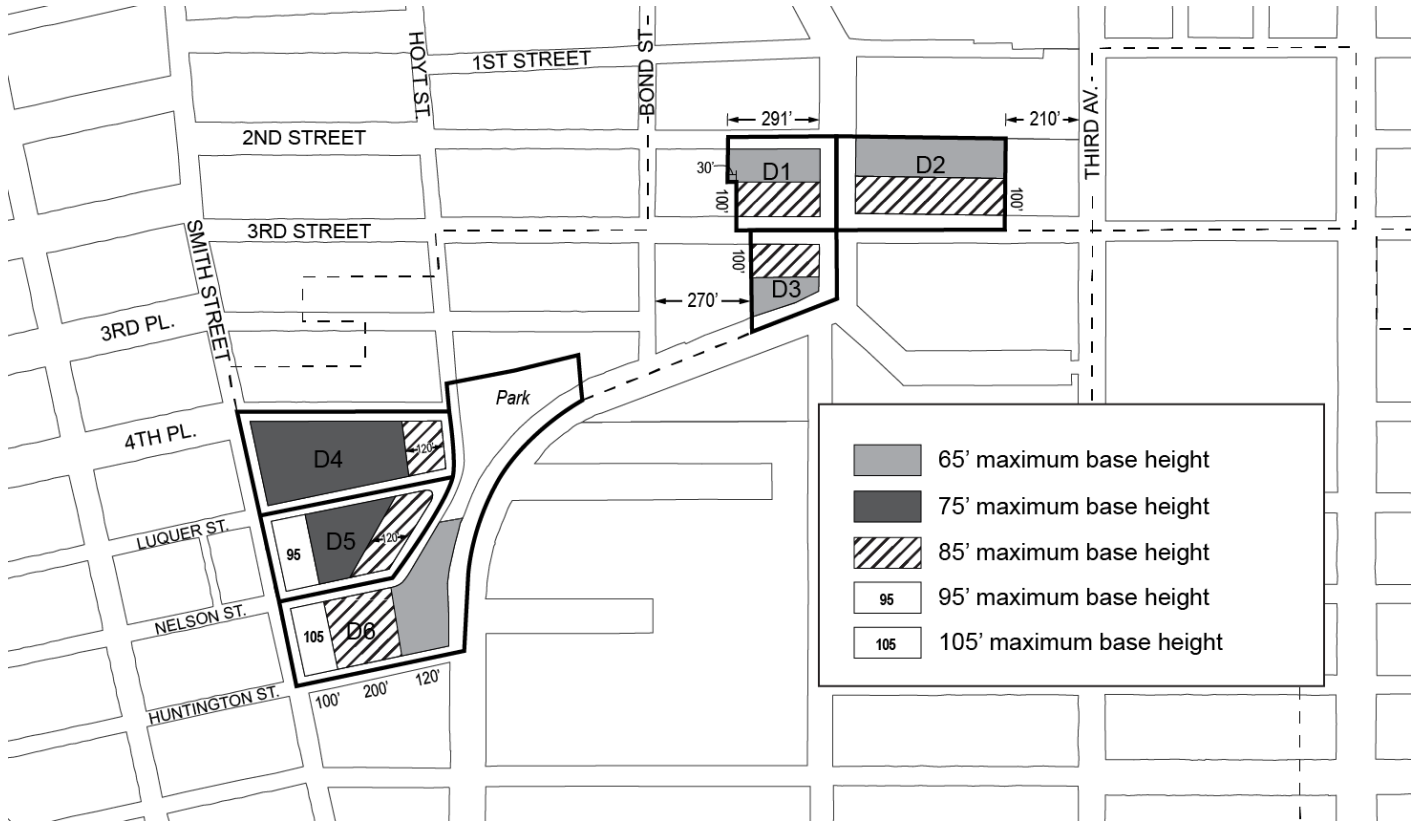 HOYT ST.
BOND ST.
1ST STREET
2ND STREET
291'
210'
THIRD AV.
30'
D1
D2
100'
100'
3RD STREET
SMITH STREET
100'
D3
270'
3RD PL.
Park
4TH PL.
D4
120'
65' maximum base height
75' maximum base height
85' maximum base height
95 95' maximum base height
105 105' maximum base height
LUQUER ST.
95
D5
120'
NELSON ST.
105
D6
HUNTINGTON ST.
100'
200'
120'